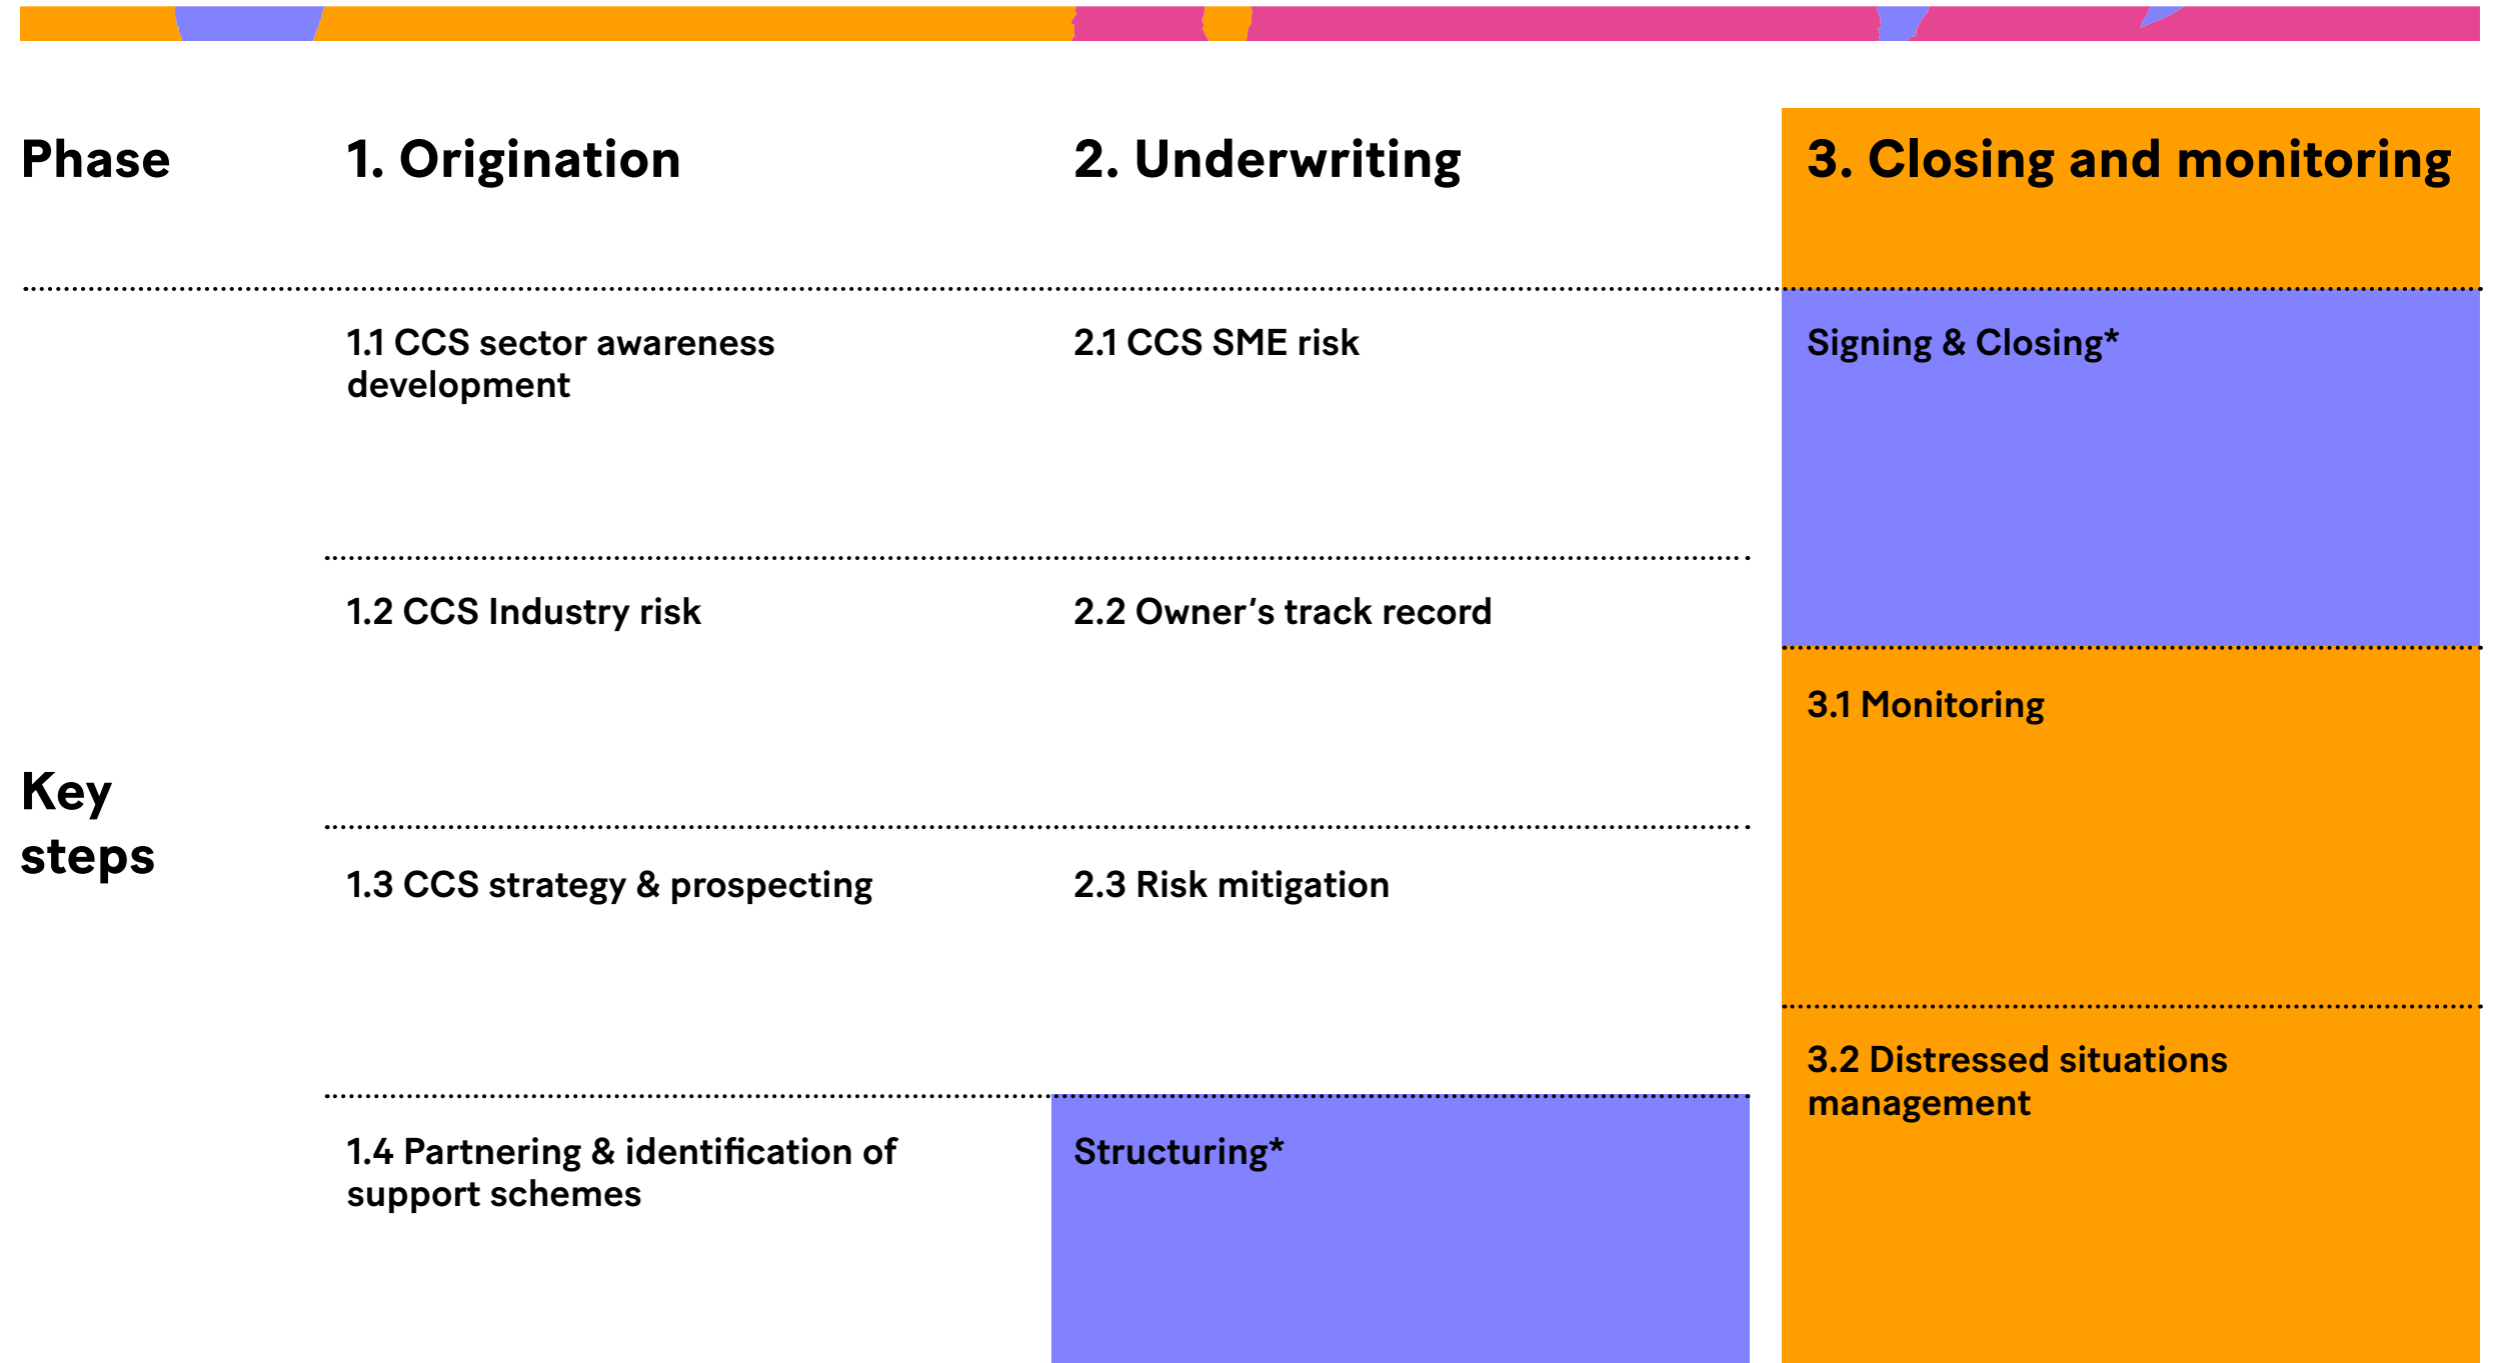 Phase
1. Origination
2. Underwriting
3. Closing and monitoring
Key
steps
1.1 CCS sector awareness
development
2.1 CCS SME risk
Signing & Closing*
1.2 CCS Industry risk
2.2 Owner’s track record
3.1 Monitoring
1.3 CCS strategy & prospecting
2.3 Risk mitigation
3.2 Distressed situations
management
1.4 Partnering & identification of
support schemes
Structuring*